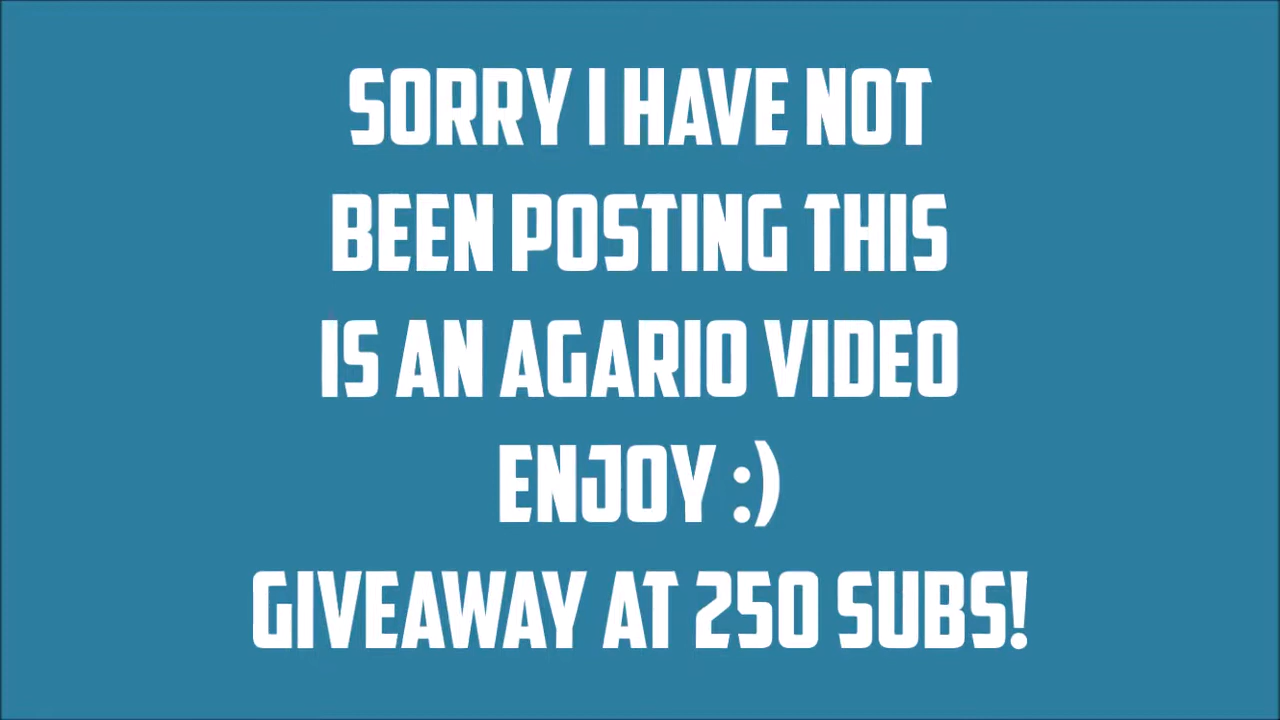 SORRY I HAVE NOT
BEEN POSTING THIS
IS AN AGARIO VIDEO
ENJOY :)
GIVEAWAY AT 250 SUBS!